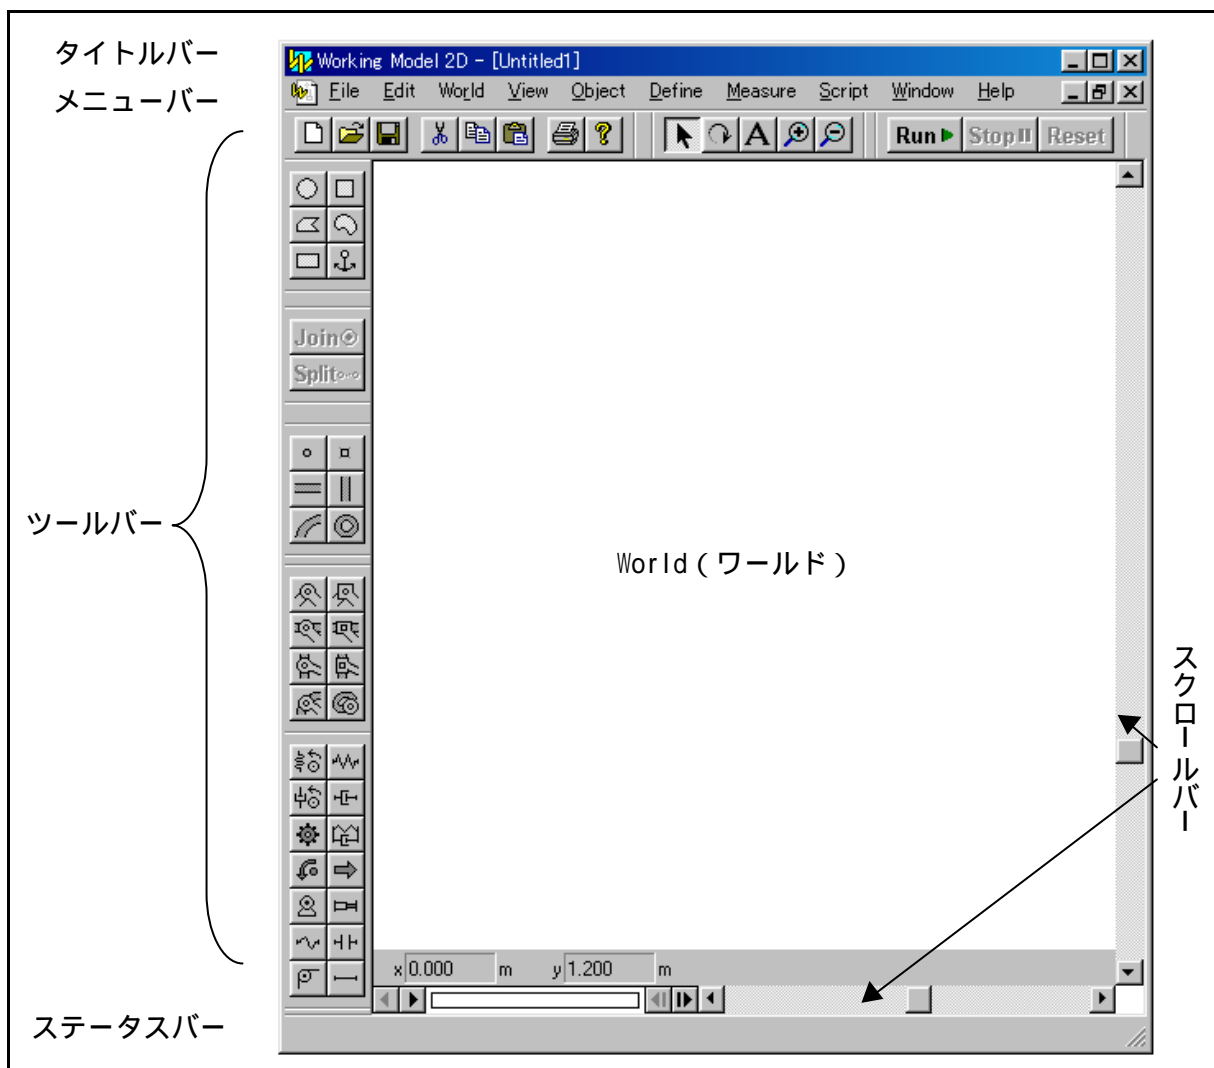 タイトルバー
Working Model 2D - [Untitled1]
メニューバー
File Edit World View Object Define Measure Script Window Help
Run Stop Reset
Join
Split
ツールバー
World(ワールド)
スクロールバー
x 0.000 m y 1.200 m
ステータスバー